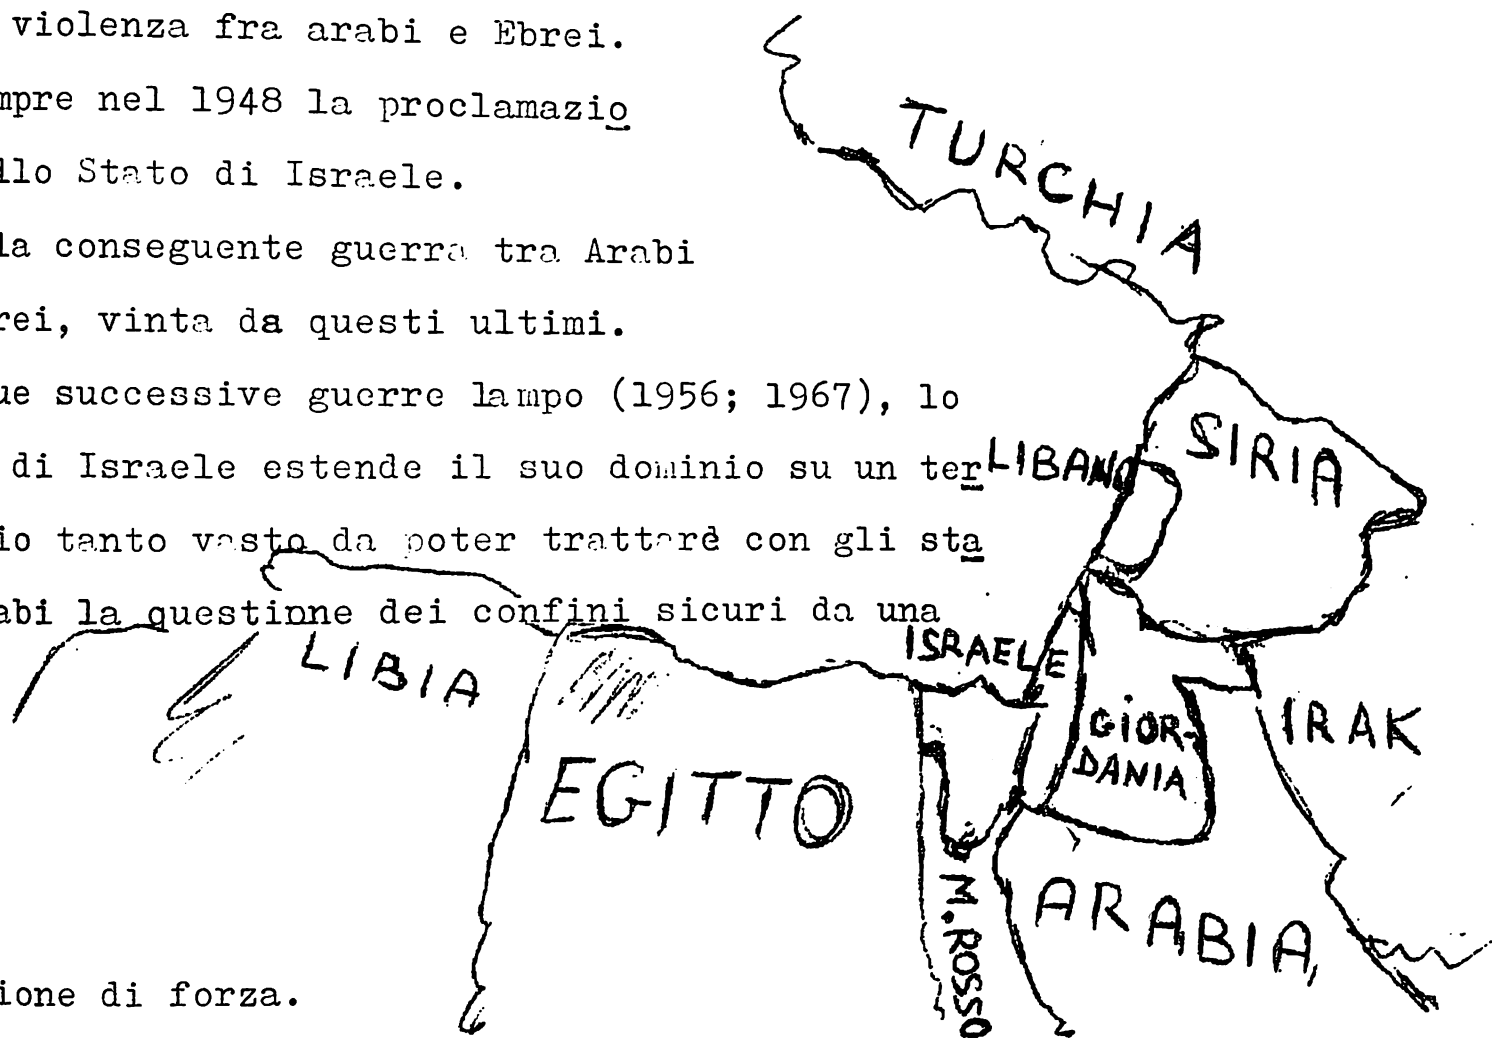 violenza fra arabi e Ebrei.
mpre nel 1948 la proclamazio
llo Stato di Israele.
la conseguente guerra tra Arabi
rei, vinta da questi ultimi.
ue successive guerre lampo (1956; 1967), lo
di Israele estende il suo dominio su un ter
io tanto vasto da poter trattare con gli sta
abi la questione dei confini sicuri da una
ione di forza.
TURCHIA
SIRIA
LIBANO
ISRAELE
LIBIA
GIOR-
DANIA
IRAK
EGITTO
M. ROSSO
ARABIA